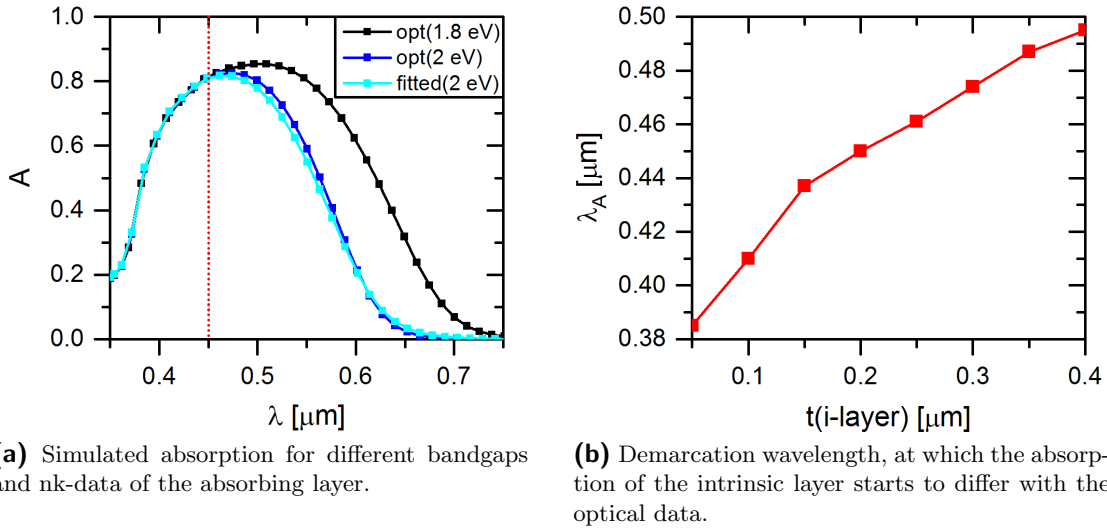 1.0
0.8
0.6
0.4
0.2
0.0
A
opt(1.8 eV)
opt(2 eV)
fitted(2 eV)
0.4 0.5 0.6 0.7
λ [μm]
0.50
0.48
0.46
0.44
0.42
0.40
0.38
λA [μm]
0.1 0.2 0.3 0.4
t(i-layer) [μm]
(a) Simulated absorption for different bandgaps
and nk-data of the absorbing layer.
(b) Demarcation wavelength, at which the absorp-
tion of the intrinsic layer starts to differ with the
optical data.